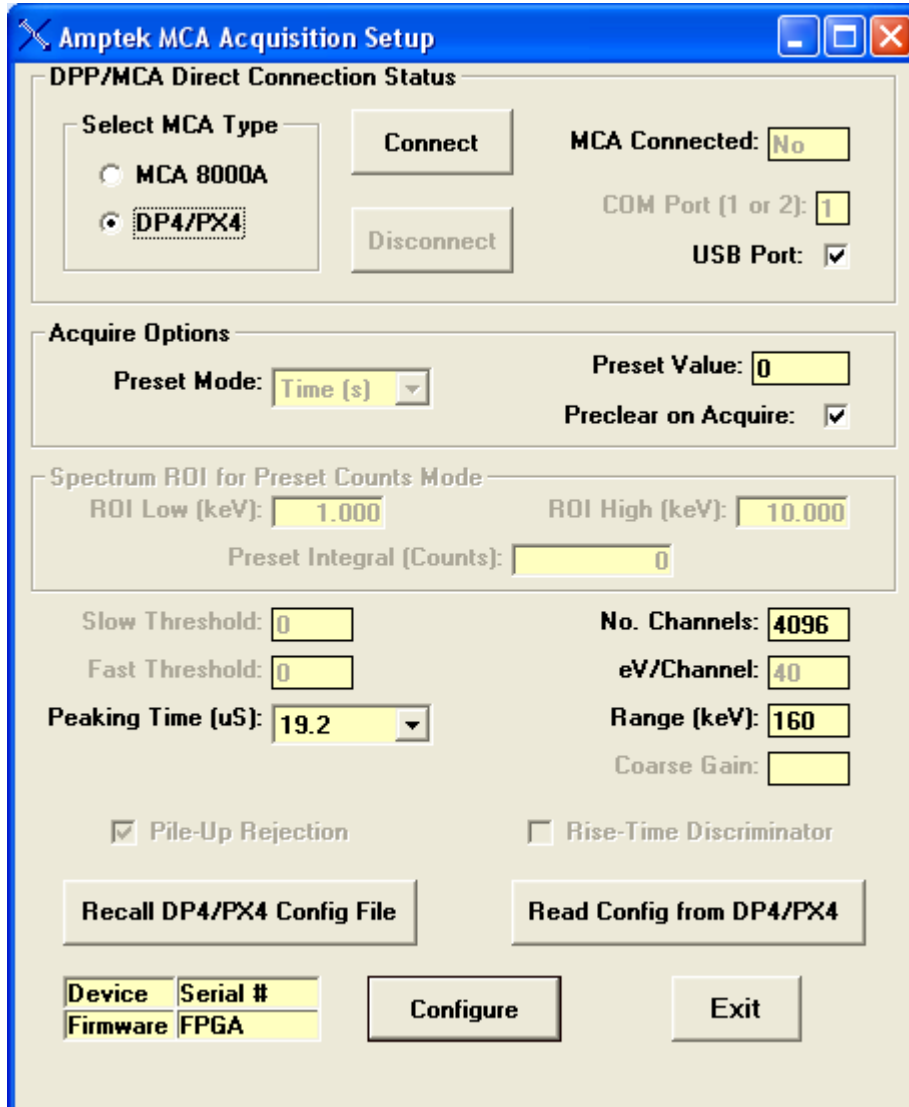 Amptek MCA Acquisition Setup
DPP/MCA Direct Connection Status
Select MCA Type
MCA 8000A
DP4/PX4
Connect
Disconnect
MCA Connected: No
COM Port (1 or 2): 1
USB Port:
Acquire Options
Preset Mode: Time (s)
Preset Value: 0
Preclear on Acquire:
Spectrum ROI for Preset Counts Mode
ROI Low (keV): 1.000
ROI High (keV): 10.000
Preset Integral (Counts): 0
Slow Threshold: 0
Fast Threshold: 0
Peaking Time (uS): 19.2
No. Channels: 4096
eV/Channel: 40
Range (keV): 160
Coarse Gain:
Pile-Up Rejection
Rise-Time Discriminator
Recall DP4/PX4 Config File
Read Config from DP4/PX4
Device Serial #
Firmware FPGA
Configure
Exit